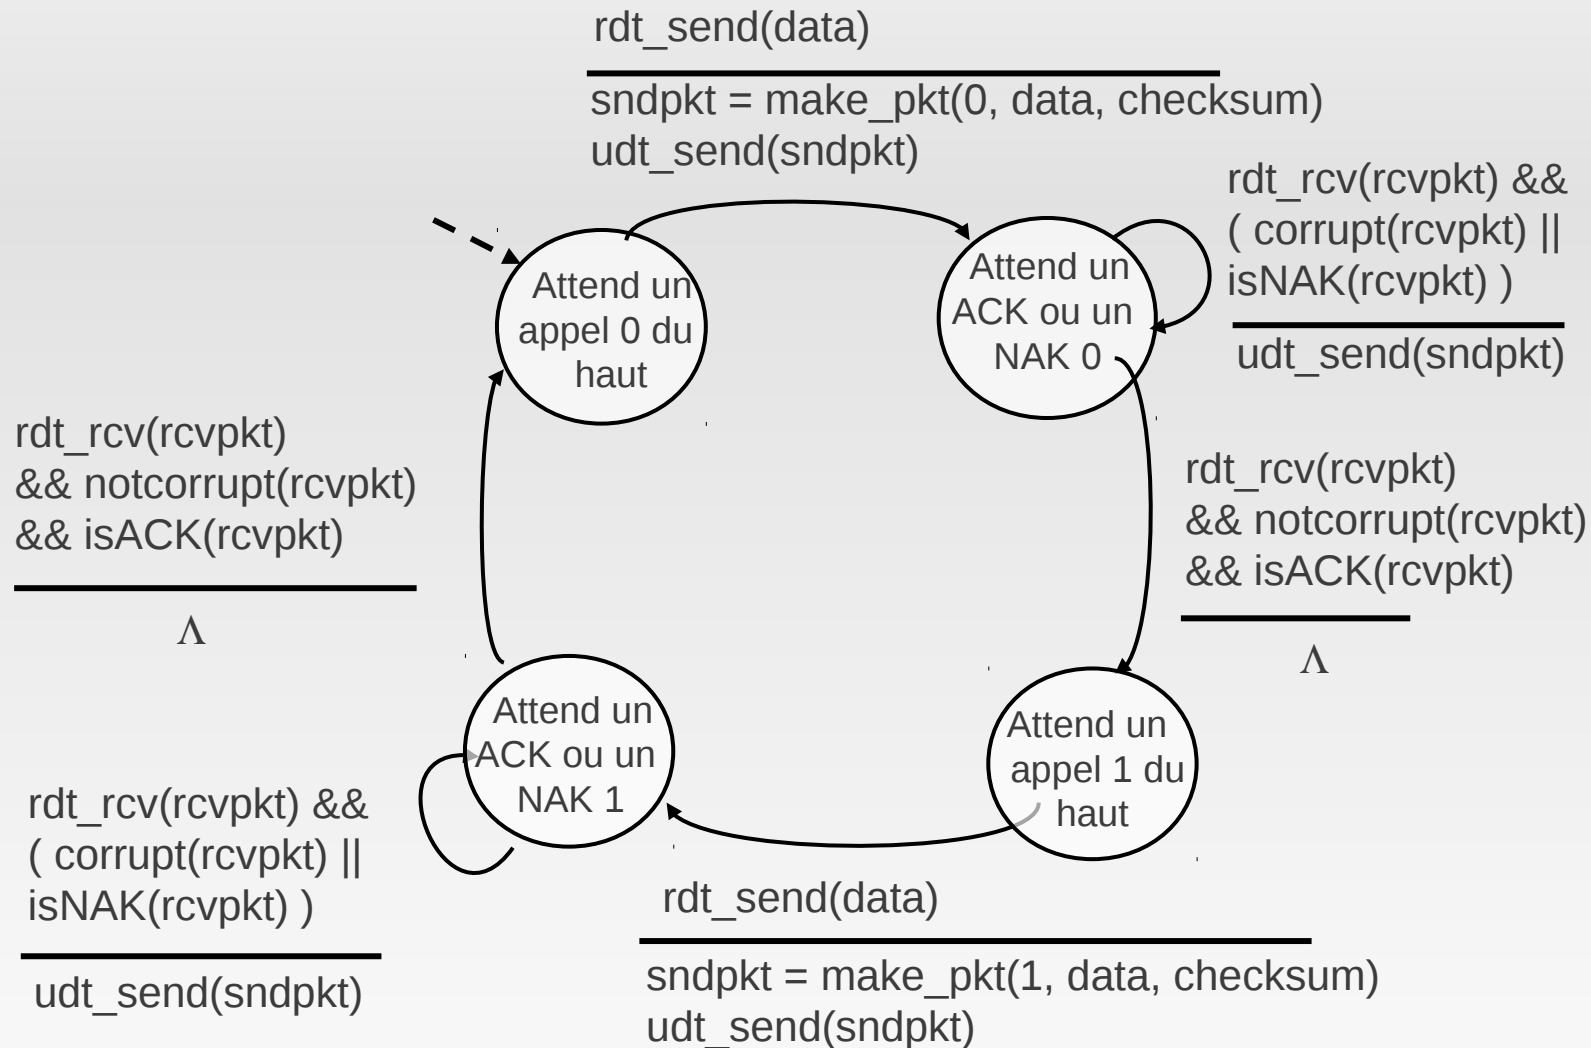 rdt_send(data)
sndpkt = make_pkt(0, data, checksum)
udt_send(sndpkt)
rdt_rcv(rcvpkt) &&
( corrupt(rcvpkt) ||
isNAK(rcvpkt) )
udt_send(sndpkt)
Attend un
appel 0 du
haut
Attend un
ACK ou un
NAK 0
rdt_rcv(rcvpkt)
&& notcorrupt(rcvpkt)
&& isACK(rcvpkt)
Λ
rdt_rcv(rcvpkt)
&& notcorrupt(rcvpkt)
&& isACK(rcvpkt)
Λ
Attend un
ACK ou un
NAK 1
Attend un
appel 1 du
haut
rdt_rcv(rcvpkt) &&
( corrupt(rcvpkt) ||
isNAK(rcvpkt) )
udt_send(sndpkt)
rdt_send(data)
sndpkt = make_pkt(1, data, checksum)
udt_send(sndpkt)